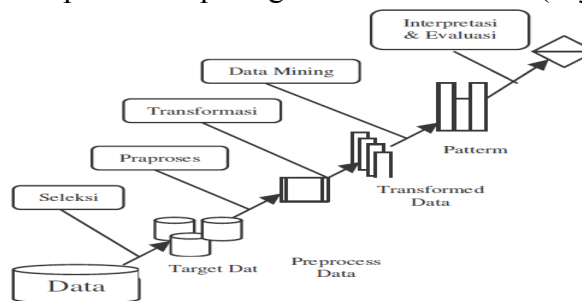 Interpretasi
& Evaluasi
Data Mining
Transformasi
Patterm
Praproses
Transformed
Data
Seleksi
Preprocess
Data
Target Dat
Data